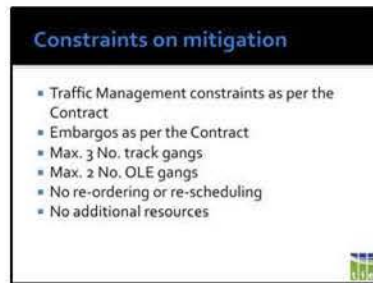 Constraints on mitigation
▪ Traffic Management constraints as per the
Contract
▪ Embargos as per the Contract
▪ Max. 3 No. track gangs
▪ Max. 2 No. OLE gangs
▪ No re-ordering or re-scheduling
▪ No additional resources
tie